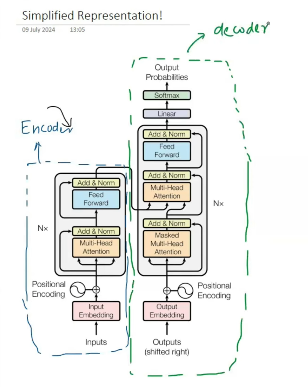 Simplified Representation!
09 July 2024 13:05
decoder
Output
Probabilities
Softmax
Linear
Add & Norm
Feed
Forward
Add & Norm
Multi-Head
Attention
Nx
Add & Norm
Masked
Multi-Head
Attention
Positional
Encoding
Output
Embedding
Outputs
(shifted right)
Encoder
Add & Norm
Feed
Forward
Nx
Add & Norm
Multi-Head
Attention
Positional
Encoding
Input
Embedding
Inputs